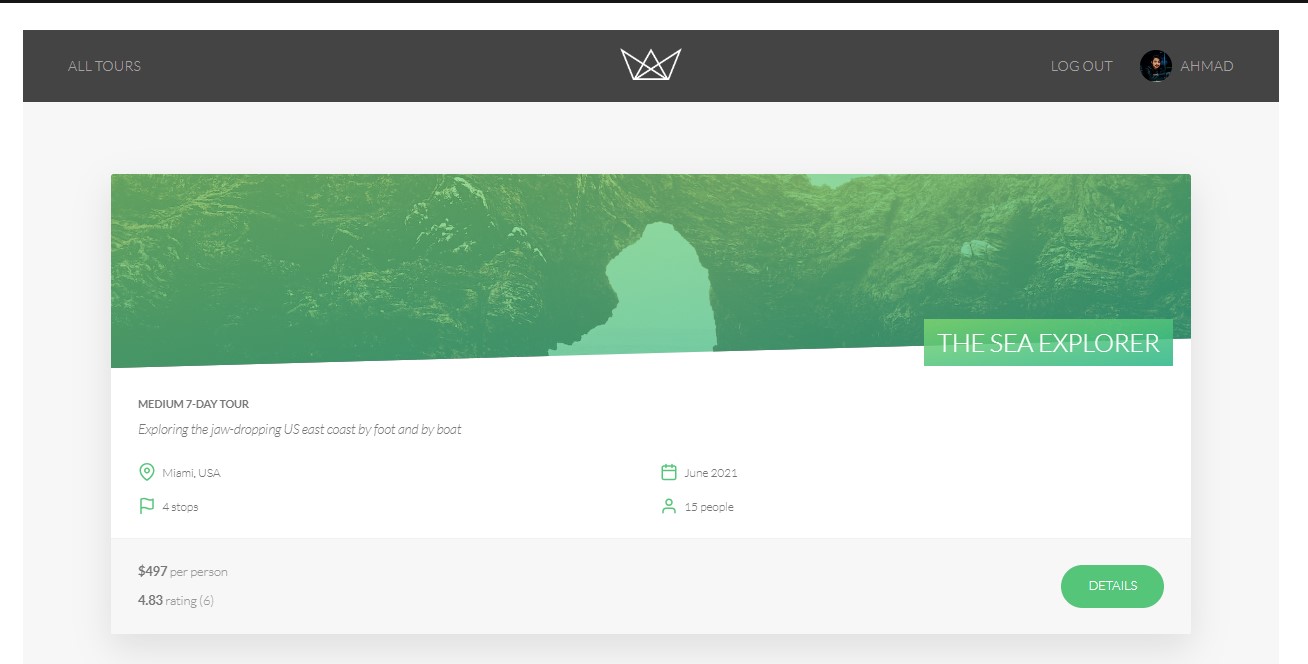 ALL TOURS
LOG OUT
AHMAD
THE SEA EXPLORER
MEDIUM 7-DAY TOUR
Exploring the jaw-dropping US east coast by foot and by boat
Miami, USA
June 2021
4 stops
15 people
$497 per person
4.83 rating (6)
DETAILS